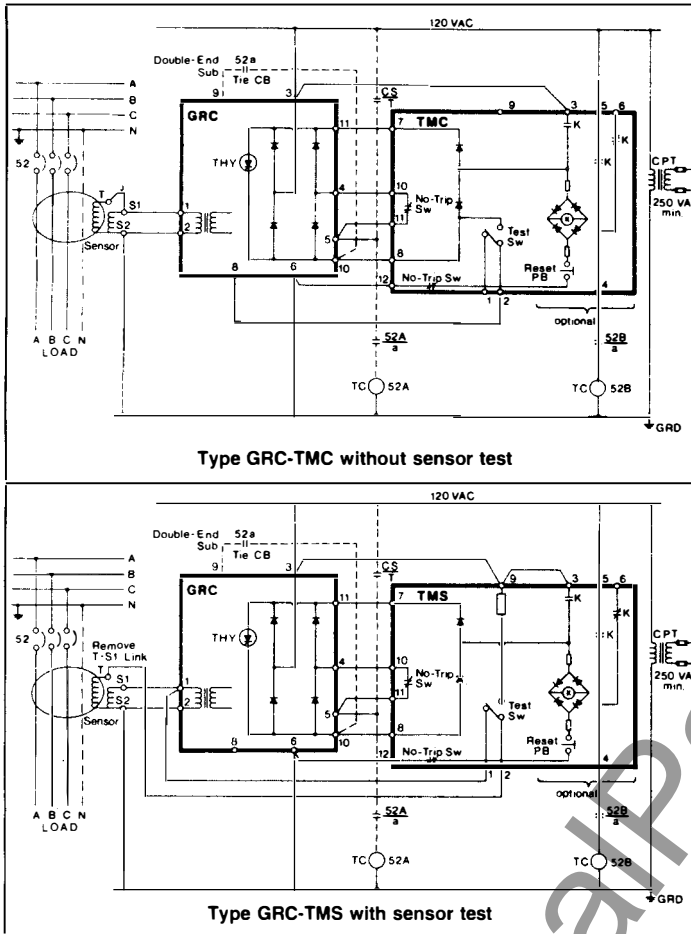 120 VAC
Double-End 52a
Sub Tie CB
9 3
CS
T
9 3 5 6
A
B
C
N
GRC
11
7 TMC
K
K
K
THY
CPT
52
4
10
No-Trip
Sw
11
T J
S1
S2
1
2
Sensor
Test
Sw
K
250 VA
min.
5
10
8
Reset
PB
8 6
12 No-Trip Sw
1 2
4
optional
A B C N
LOAD
52A
a
52B
a
TC 52A
TC 52B
GRD
Type GRC-TMC without sensor test
120 VAC
Double-End 52a
Sub Tie CB
9 3
CS
T
9 3 5 6
A
B
C
N
GRC
11
7 TMS
K
K
K
THY
CPT
52
Remove
T-S1 Link
4
10
No-Trip
Sw
11
T
S1
S2
1
2
Sensor
Test
Sw
K
250 VA
min.
5
10
8
Reset
PB
8 6
12 No-Trip Sw
1 2
4
optional
A B C N
LOAD
52A
a
52B
a
TC 52A
TC 52B
GRD
Type GRC-TMS with sensor test